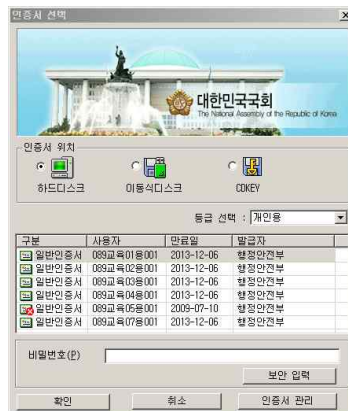 인증서 선택
대한민국국회
The National Assembly of the Republic of Korea
인증서 위치
하드디스크 이동식디스크 CDKEY
등급 선택 : 개인용
구분 사용자 만료일 발급자
일반인증서 089교육01용001 2013-12-06 행정안전부
일반인증서 089교육02용001 2013-12-06 행정안전부
일반인증서 089교육03용001 2013-12-06 행정안전부
일반인증서 089교육04용001 2013-12-06 행정안전부
일반인증서 089교육05용001 2009-07-10 행정안전부
일반인증서 089교육07용001 2013-12-06 행정안전부
비밀번호(P)
보안 입력
확인 취소 인증서 관리